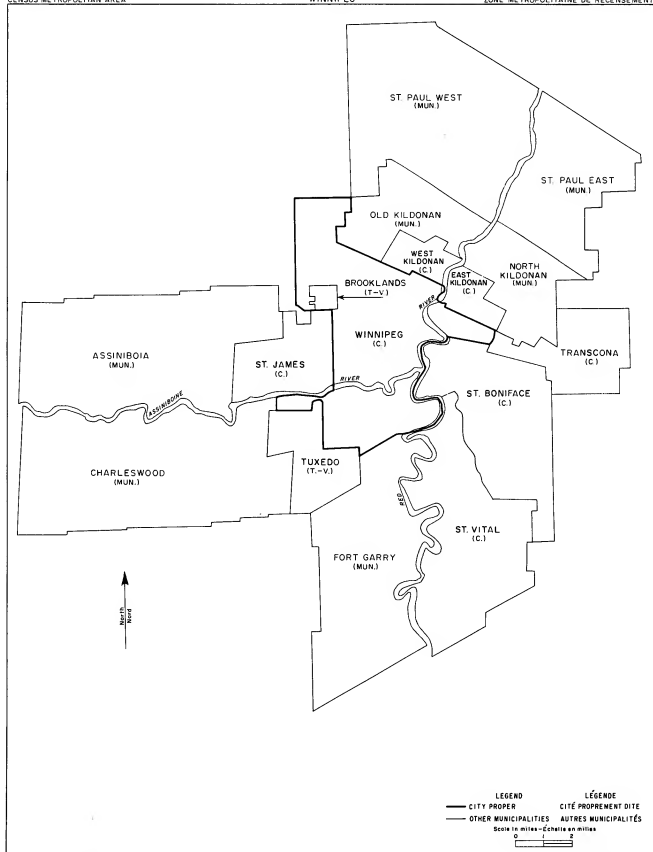 CENSUS METROPOLITAN AREA
WINNIPEG
ZONE MÉTROPOLITAINE DE RECENSEMENT
ST. PAUL WEST
(MUN.)
ST. PAUL EAST
(MUN.)
OLD KILDONAN
(MUN.)
WEST
KILDONAN
(C.)
EAST
KILDONAN
(C.)
NORTH
KILDONAN
(MUN.)
BROOKLANDS
(T-V.)
RIVER
WINNIPEG
(C.)
TRANSCONA
(C.)
ASSINIBOIA
(MUN.)
ST. JAMES
(C.)
RIVER
ST. BONIFACE
(C.)
ASSINIBOINE
CHARLESWOOD
(MUN.)
TUXEDO
(T.-V.)
RED
ST. VITAL
(C.)
FORT GARRY
(MUN.)
North
Nord
LEGEND LÉGENDE
CITY PROPER CITÉ PROPREMENT DITE
OTHER MUNICIPALITIES AUTRES MUNICIPALITÉS
Scale in miles-Échelle en milles
0 1 2